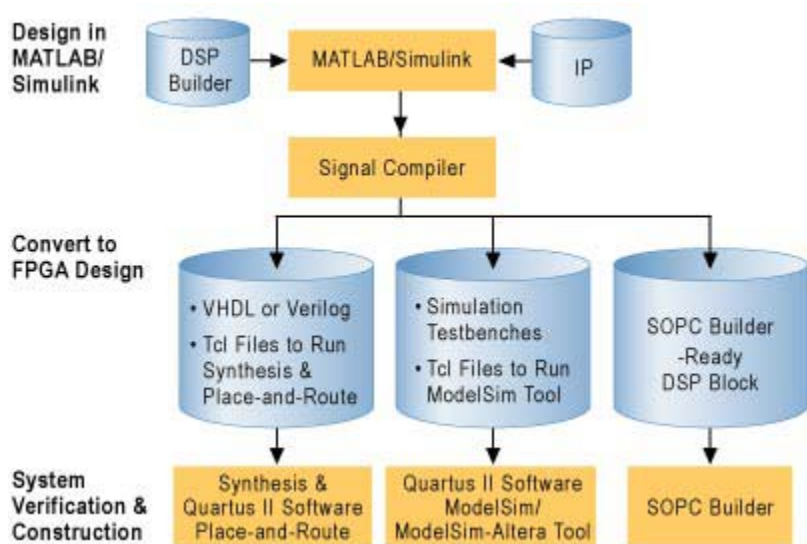 Design in
MATLAB/
Simulink
DSP
Builder
MATLAB/Simulink
IP
Signal Compiler
Convert to
FPGA Design
• VHDL or Verilog
• Tcl Files to Run
Synthesis &
Place-and-Route
• Simulation
Testbenches
• Tcl Files to Run
ModelSim Tool
SOPC Builder
-Ready
DSP Block
System
Verification &
Construction
Synthesis &
Quartus II Software
Place-and-Route
Quartus II Software
ModelSim/
ModelSim-Altera Tool
SOPC Builder